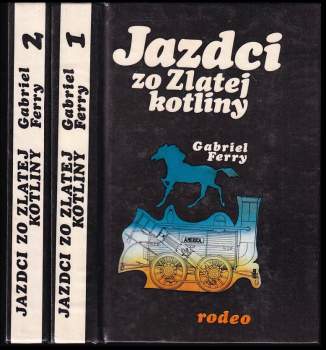 2
Gabriel
Ferry
JAZDCI ZO ZLATEJ
KOTLINY
1
Gabriel
Ferry
JAZDCI ZO ZLATEJ
KOTLINY
Jazdci
zo Zlatej
kotliny
Gabriel
Ferry
AMERICA
rodeo